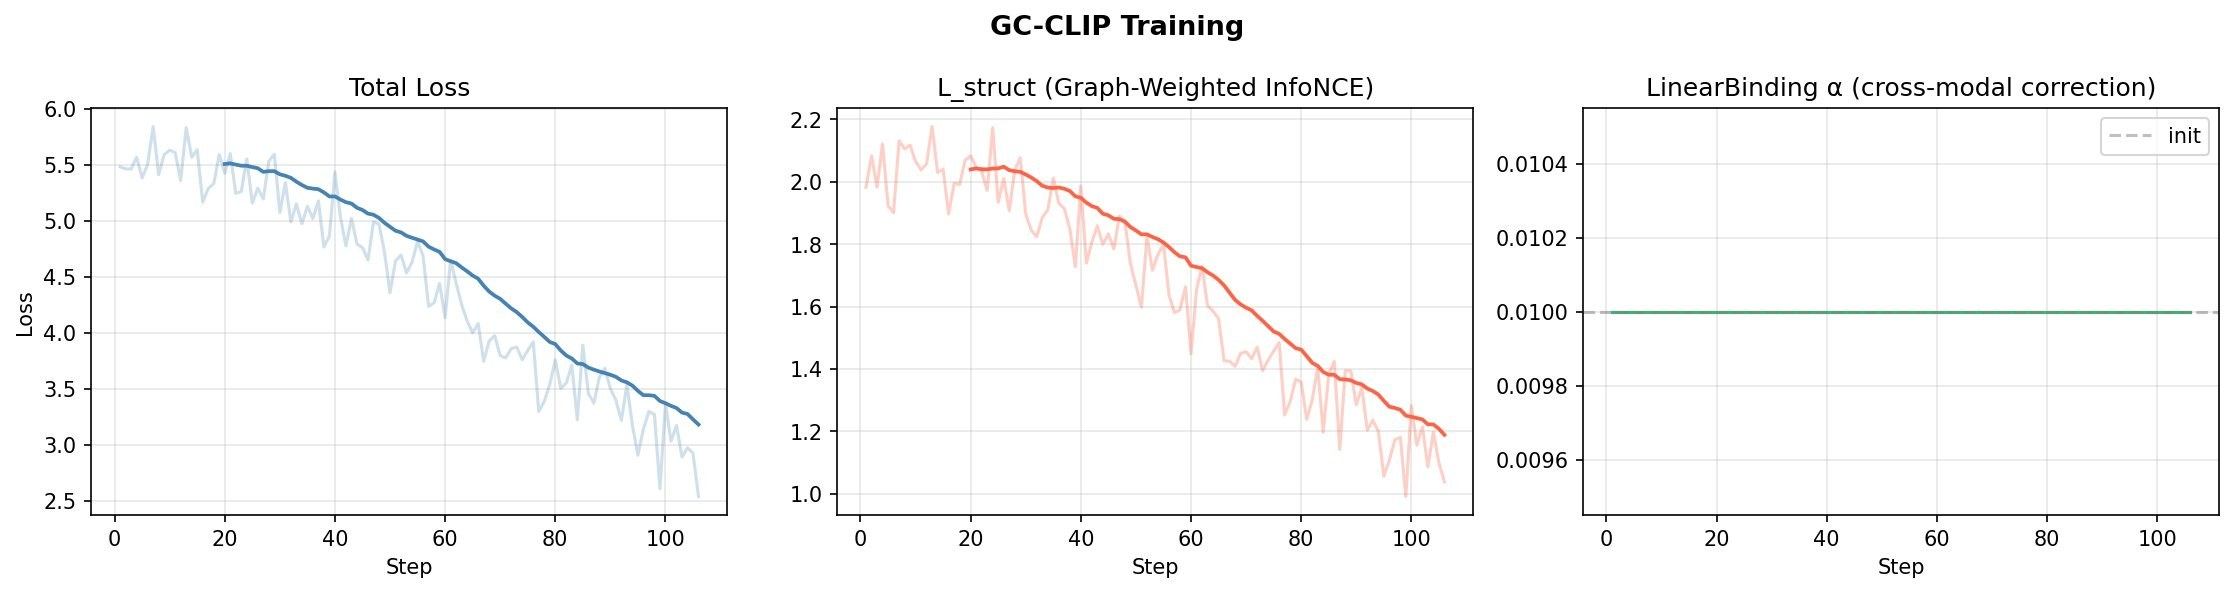 GC-CLIP Training
Total Loss
6.0
5.5
5.0
4.5
4.0
3.5
3.0
2.5
Loss
0 20 40 60 80 100
Step
L_struct (Graph-Weighted InfoNCE)
2.2
2.0
1.8
1.6
1.4
1.2
1.0
0 20 40 60 80 100
Step
LinearBinding α (cross-modal correction)
init
0.0104
0.0102
0.0100
0.0098
0.0096
0 20 40 60 80 100
Step